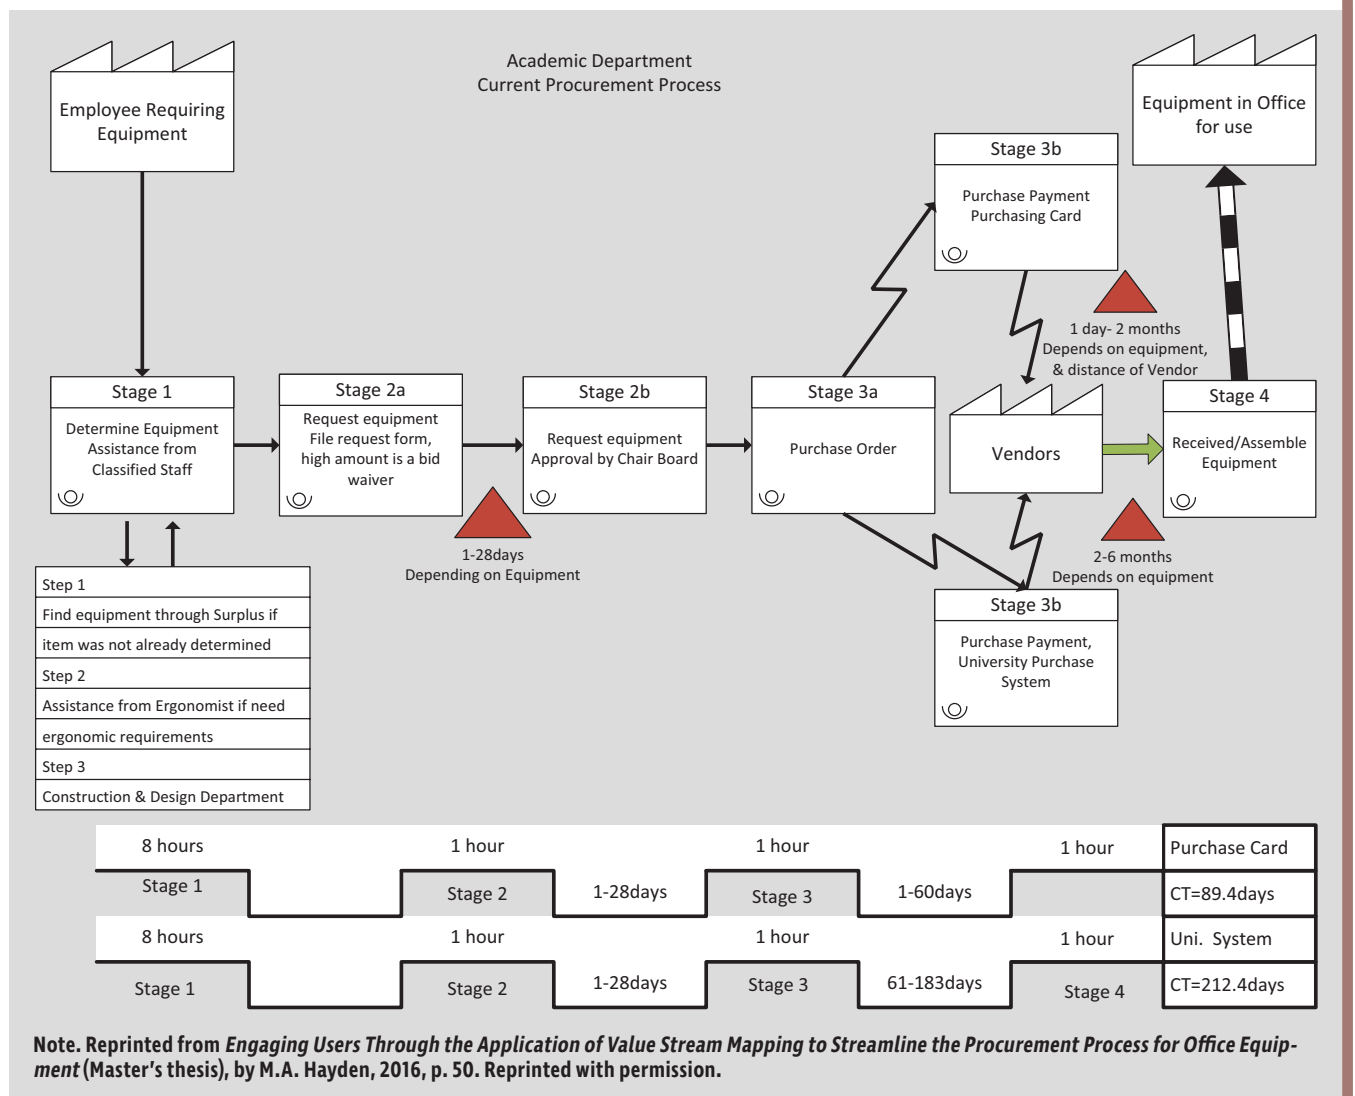 Academic Department
Current Procurement Process
Employee Requiring
Equipment
Equipment in Office
for use
Stage 3b
Purchase Payment
Purchasing Card
1 day- 2 months
Depends on equipment,
& distance of Vendor
Stage 1
Determine Equipment
Assistance from
Classified Staff
Stage 2a
Request equipment
File request form,
high amount is a bid
waiver
Stage 2b
Request equipment
Approval by Chair Board
Stage 3a
Purchase Order
Vendors
Stage 4
Received/Assemble
Equipment
1-28days
Depending on Equipment
2-6 months
Depends on equipment
Stage 3b
Purchase Payment,
University Purchase
System
Step 1
Find equipment through Surplus if
item was not already determined
Step 2
Assistance from Ergonomist if need
ergonomic requirements
Step 3
Construction & Design Department
8 hours
1 hour
1 hour
1 hour
Purchase Card
Stage 1
Stage 2
1-28days
Stage 3
1-60days
CT=89.4days
8 hours
1 hour
1 hour
1 hour
Uni. System
Stage 1
Stage 2
1-28days
Stage 3
61-183days
Stage 4
CT=212.4days
Note. Reprinted from Engaging Users Through the Application of Value Stream Mapping to Streamline the Procurement Process for Office Equip-
ment (Master's thesis), by M.A. Hayden, 2016, p. 50. Reprinted with permission.